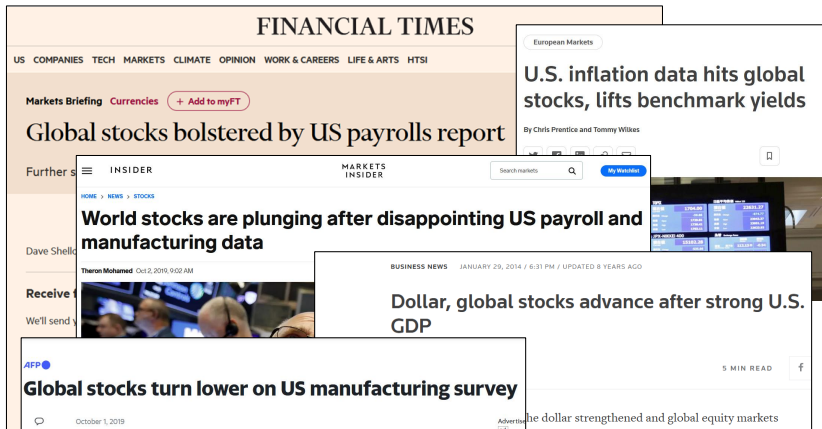 FINANCIAL TIMES
US COMPANIES TECH MARKETS CLIMATE OPINION WORK & CAREERS LIFE & ARTS HTSI
Markets Briefing Currencies + Add to myFT
Global stocks bolstered by US payrolls report
Further s
Dave Shello
Receive f
We'll send y
European Markets
U.S. inflation data hits global
stocks, lifts benchmark yields
By Chris Prentice and Tommy Wilkes
INSIDER
MARKETS
INSIDER
Search markets
My Watchlist
HOME > NEWS > STOCKS
World stocks are plunging after disappointing US payroll and
manufacturing data
Theron Mohamed Oct 2, 2019, 9:02 AM
BUSINESS NEWS JANUARY 29, 2014 / 6:31 PM / UPDATED 8 YEARS AGO
Dollar, global stocks advance after strong U.S.
GDP
5 MIN READ
he dollar strengthened and global equity markets
AFP
Global stocks turn lower on US manufacturing survey
October 1, 2019
Advertise